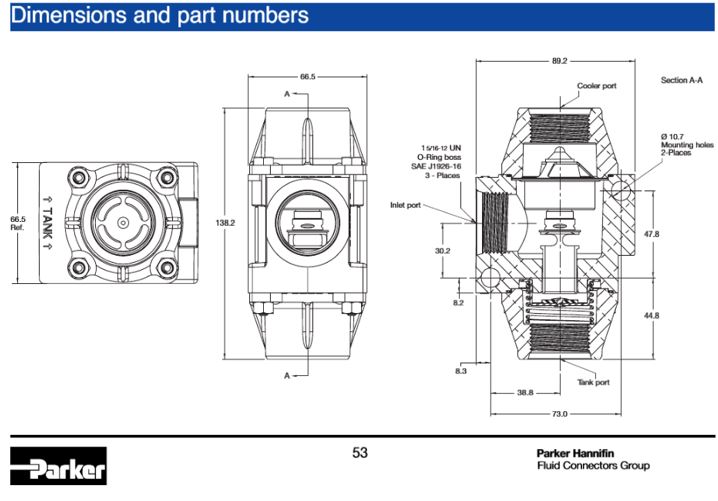 Dimensions and part numbers
89.2
Section A-A
Cooler port
66.5
A
1 5/16-12 UN
O-Ring boss
SAE J1926-16
3 - Places
Ø 10.7
Mounting holes
2-Places
Inlet port
66.5
Ref.
⇧ TANK ⇧
138.2
30.2
47.8
8.2
44.8
8.3
A
Tank port
38.8
73.0
53
Parker Hannifin
Fluid Connectors Group
Parker